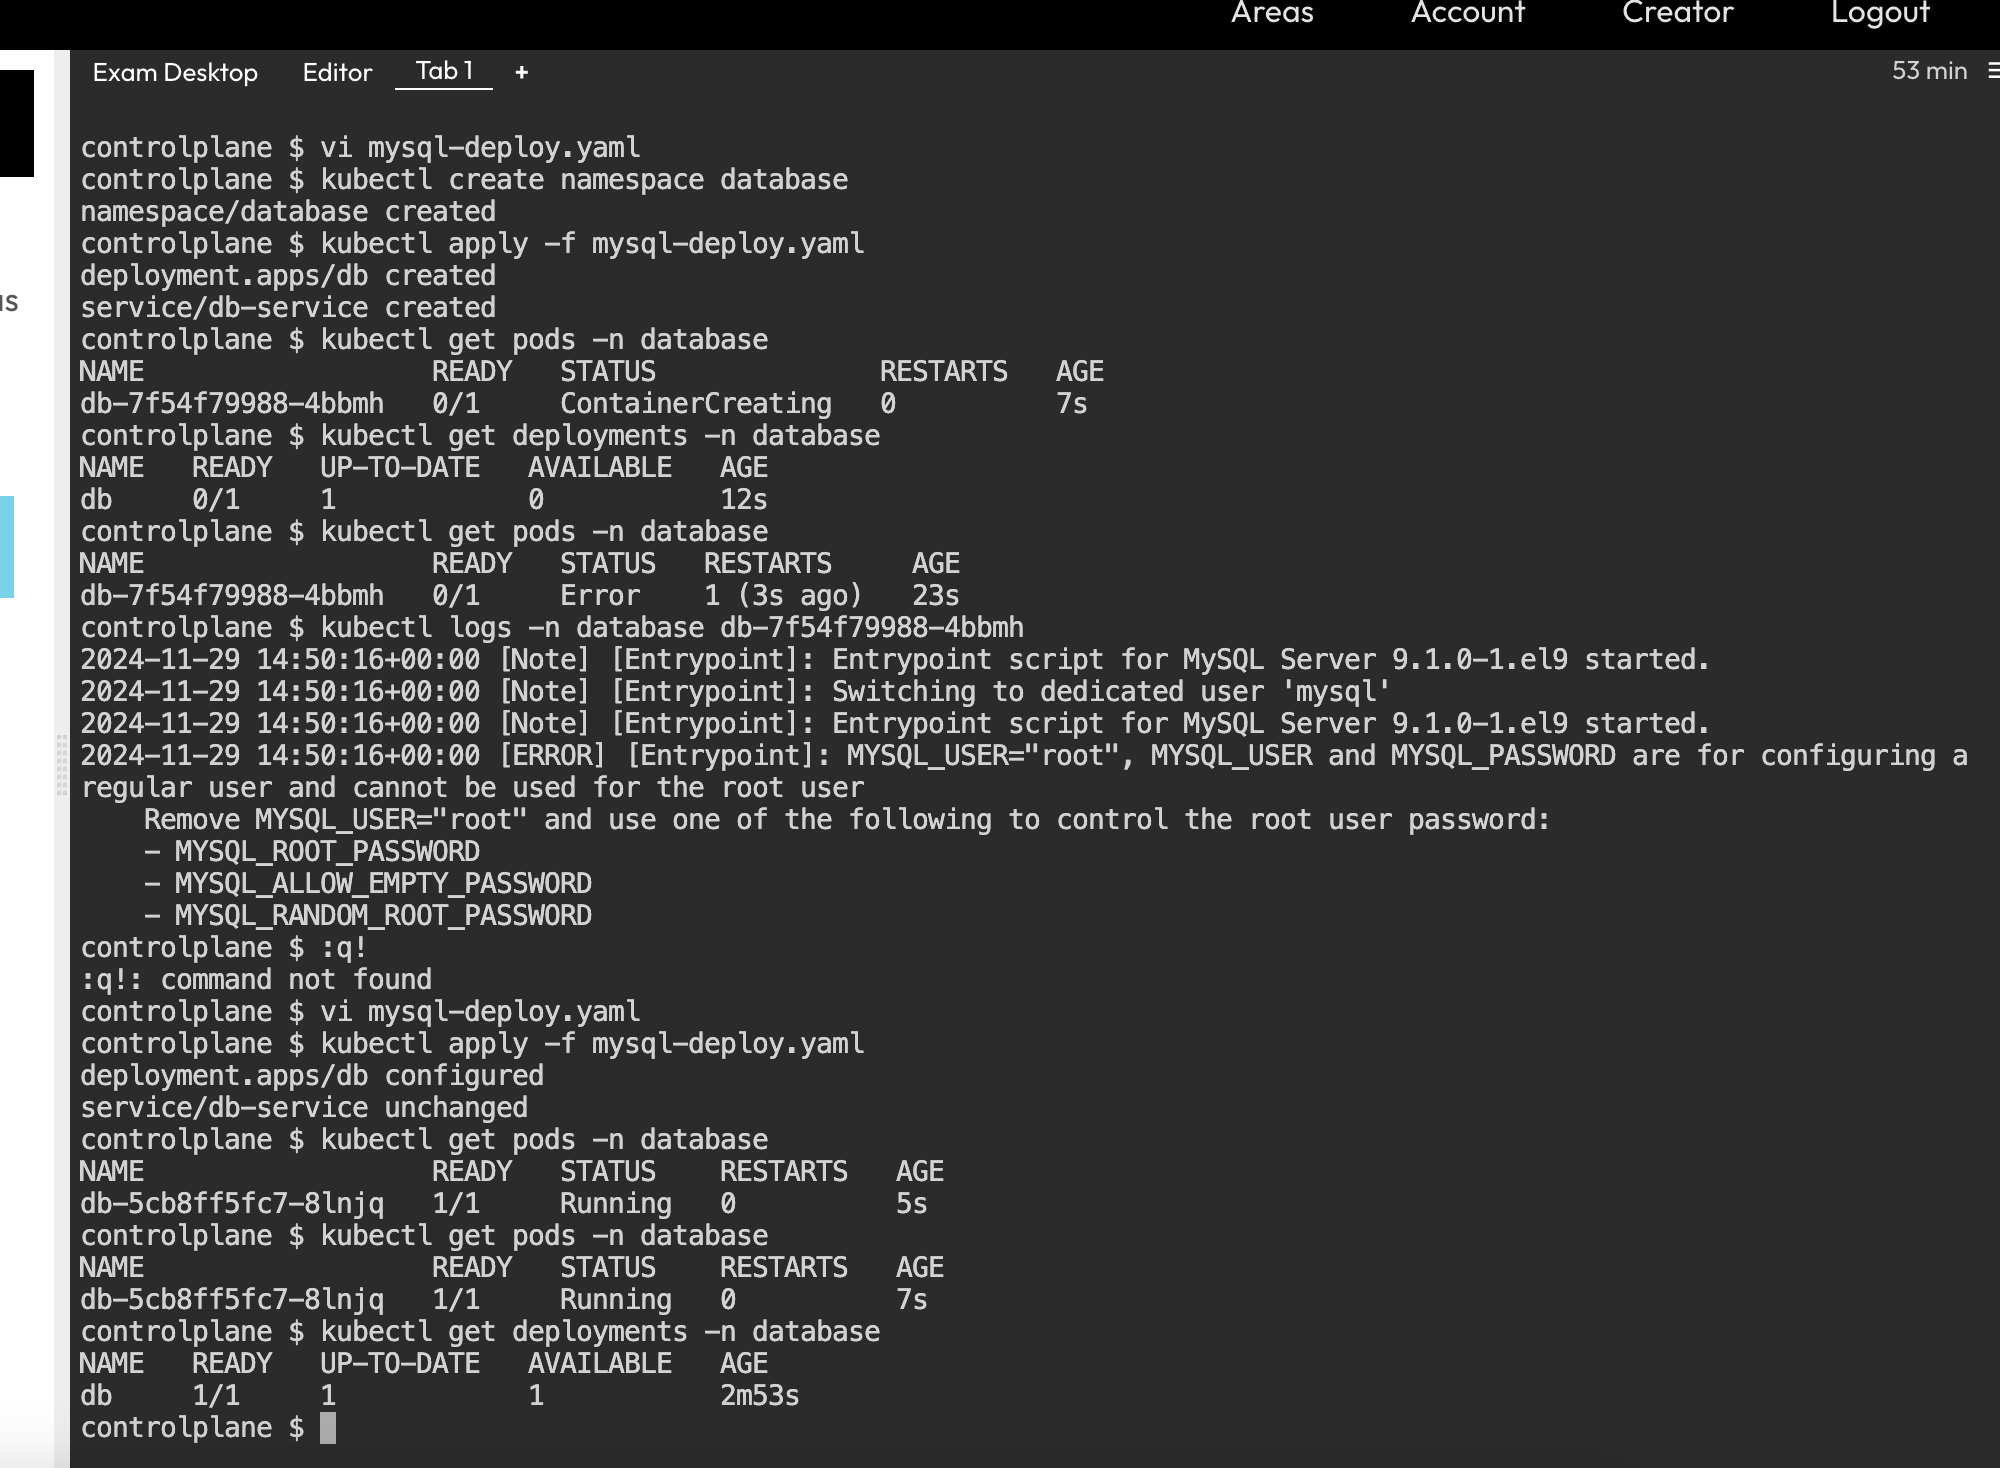 Areas Account Creator Logout
Exam Desktop Editor Tab 1 + 53 min
controlplane $ vi mysql-deploy.yaml
controlplane $ kubectl create namespace database
namespace/database created
controlplane $ kubectl apply -f mysql-deploy.yaml
deployment.apps/db created
service/db-service created
controlplane $ kubectl get pods -n database
NAME                  READY   STATUS              RESTARTS   AGE
db-7f54f79988-4bbmh   0/1     ContainerCreating   0          7s
controlplane $ kubectl get deployments -n database
NAME   READY   UP-TO-DATE   AVAILABLE   AGE
db     0/1     1            0           12s
controlplane $ kubectl get pods -n database
NAME                  READY   STATUS   RESTARTS     AGE
db-7f54f79988-4bbmh   0/1     Error    1 (3s ago)   23s
controlplane $ kubectl logs -n database db-7f54f79988-4bbmh
2024-11-29 14:50:16+00:00 [Note] [Entrypoint]: Entrypoint script for MySQL Server 9.1.0-1.el9 started.
2024-11-29 14:50:16+00:00 [Note] [Entrypoint]: Switching to dedicated user 'mysql'
2024-11-29 14:50:16+00:00 [Note] [Entrypoint]: Entrypoint script for MySQL Server 9.1.0-1.el9 started.
2024-11-29 14:50:16+00:00 [ERROR] [Entrypoint]: MYSQL_USER="root", MYSQL_USER and MYSQL_PASSWORD are for configuring a
regular user and cannot be used for the root user
    Remove MYSQL_USER="root" and use one of the following to control the root user password:
    - MYSQL_ROOT_PASSWORD
    - MYSQL_ALLOW_EMPTY_PASSWORD
    - MYSQL_RANDOM_ROOT_PASSWORD
controlplane $ :q!
:q!: command not found
controlplane $ vi mysql-deploy.yaml
controlplane $ kubectl apply -f mysql-deploy.yaml
deployment.apps/db configured
service/db-service unchanged
controlplane $ kubectl get pods -n database
NAME                  READY   STATUS    RESTARTS   AGE
db-5cb8ff5fc7-8lnjq   1/1     Running   0          5s
controlplane $ kubectl get pods -n database
NAME                  READY   STATUS    RESTARTS   AGE
db-5cb8ff5fc7-8lnjq   1/1     Running   0          7s
controlplane $ kubectl get deployments -n database
NAME   READY   UP-TO-DATE   AVAILABLE   AGE
db     1/1     1            1           2m53s
controlplane $